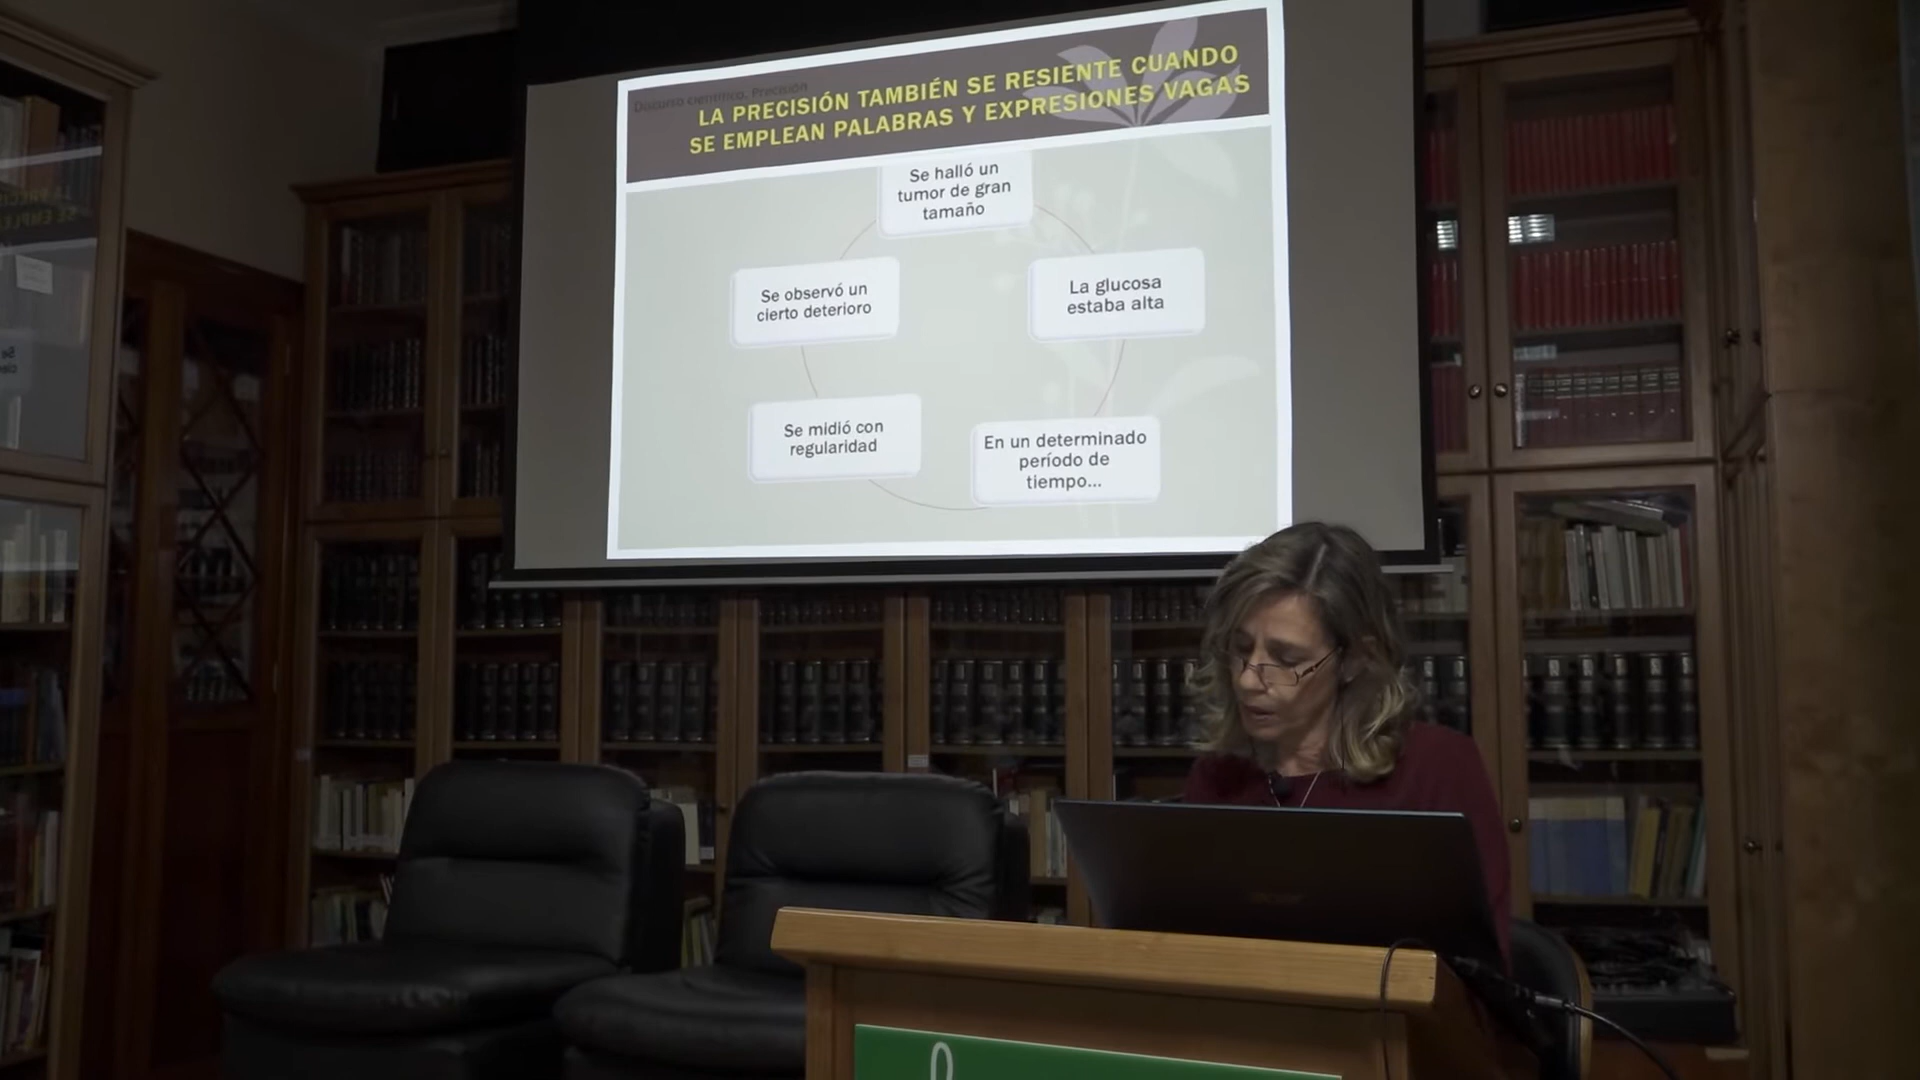 Discurso científico. Precisión
LA PRECISIÓN TAMBIÉN SE RESIENTE CUANDO
SE EMPLEAN PALABRAS Y EXPRESIONES VAGAS
Se halló un
tumor de gran
tamaño
La glucosa
estaba alta
En un determinado
período de
tiempo...
Se midió con
regularidad
Se observó un
cierto deterioro
acer